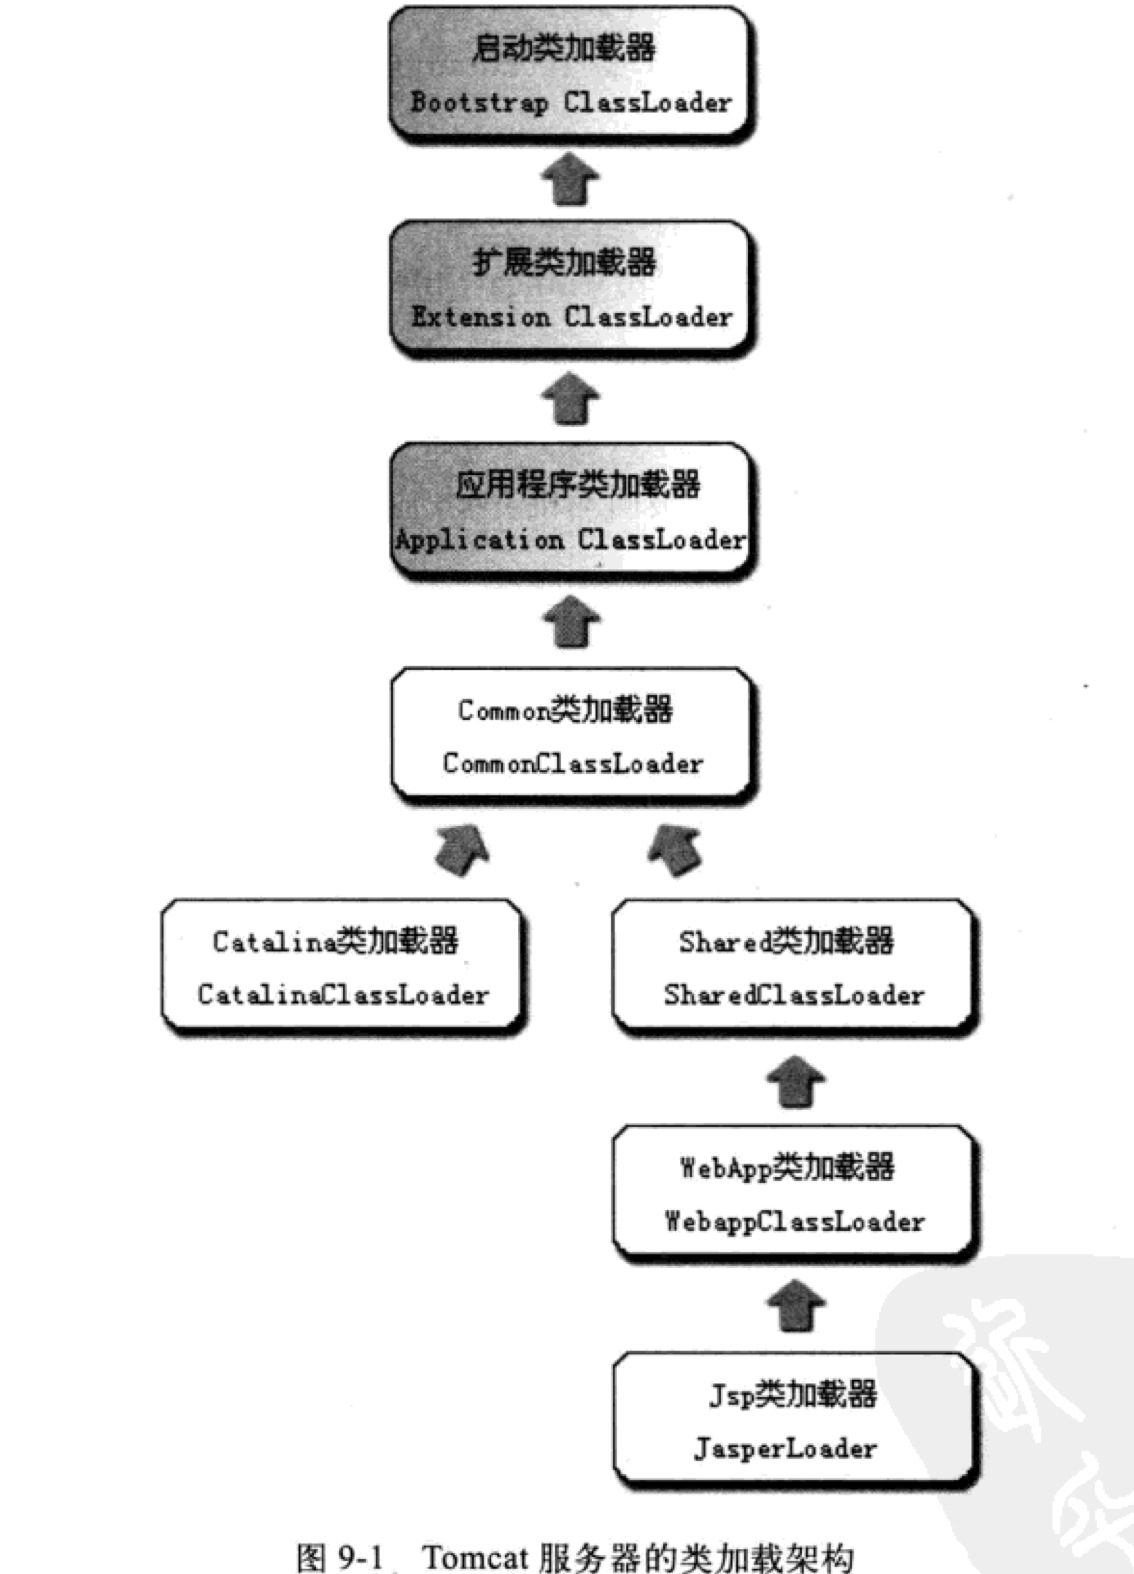 启动类加载器
Bootstrap ClassLoader
扩展类加载器
Extension ClassLoader
应用程序类加载器
Application ClassLoader
Common类加载器
CommonClassLoader
Catalina类加载器
CatalinaClassLoader
Shared类加载器
SharedClassLoader
WebApp类加载器
WebappClassLoader
Jsp类加载器
JasperLoader
图 9-1 Tomcat 服务器的类加载架构